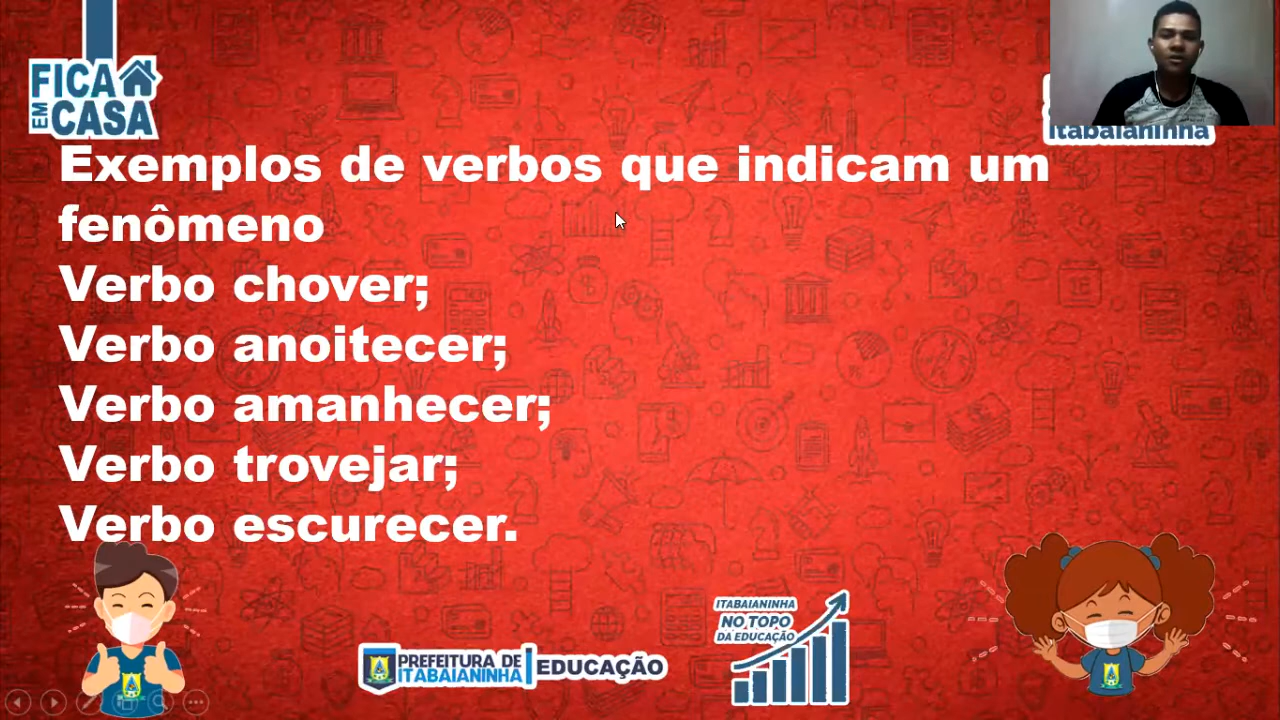 FICA
EM
CASA
Itabaianinha
Exemplos de verbos que indicam um
fenômeno
Verbo chover;
Verbo anoitecer;
Verbo amanhecer;
Verbo trovejar;
Verbo escurecer.
PREFEITURA DE
ITABAIANINHA
EDUCAÇÃO
ITABAIANINHA
NO TOPO
DA EDUCAÇÃO